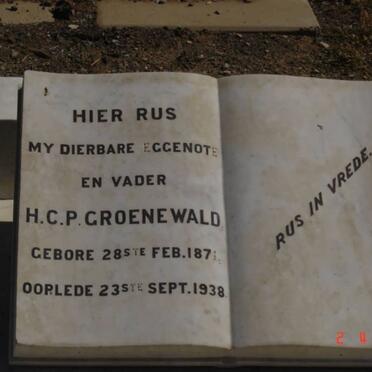 HIER RUS
MY DIERBARE EGGENOTE
EN VADER
H.C.P. GROENEWALD
GEBORE 28STE FEB.
OORLEDE 23STE SEPT. 1938
RUS IN VREDE.